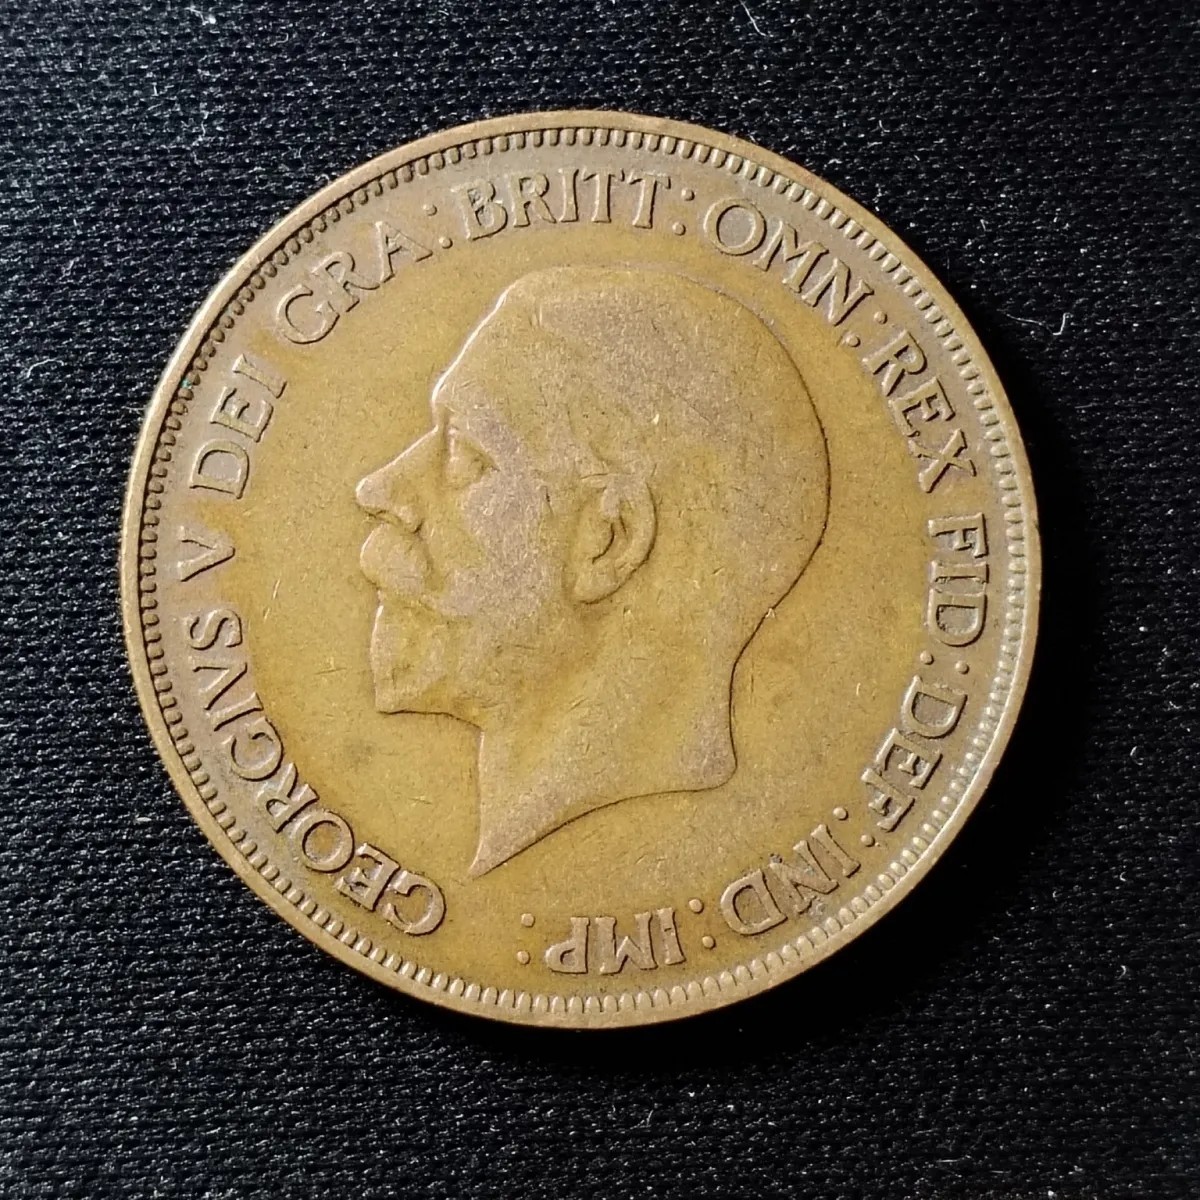 GEORGIVS V DEI GRA: BRITT: OMN: REX FID: DEF: IND: IMP: